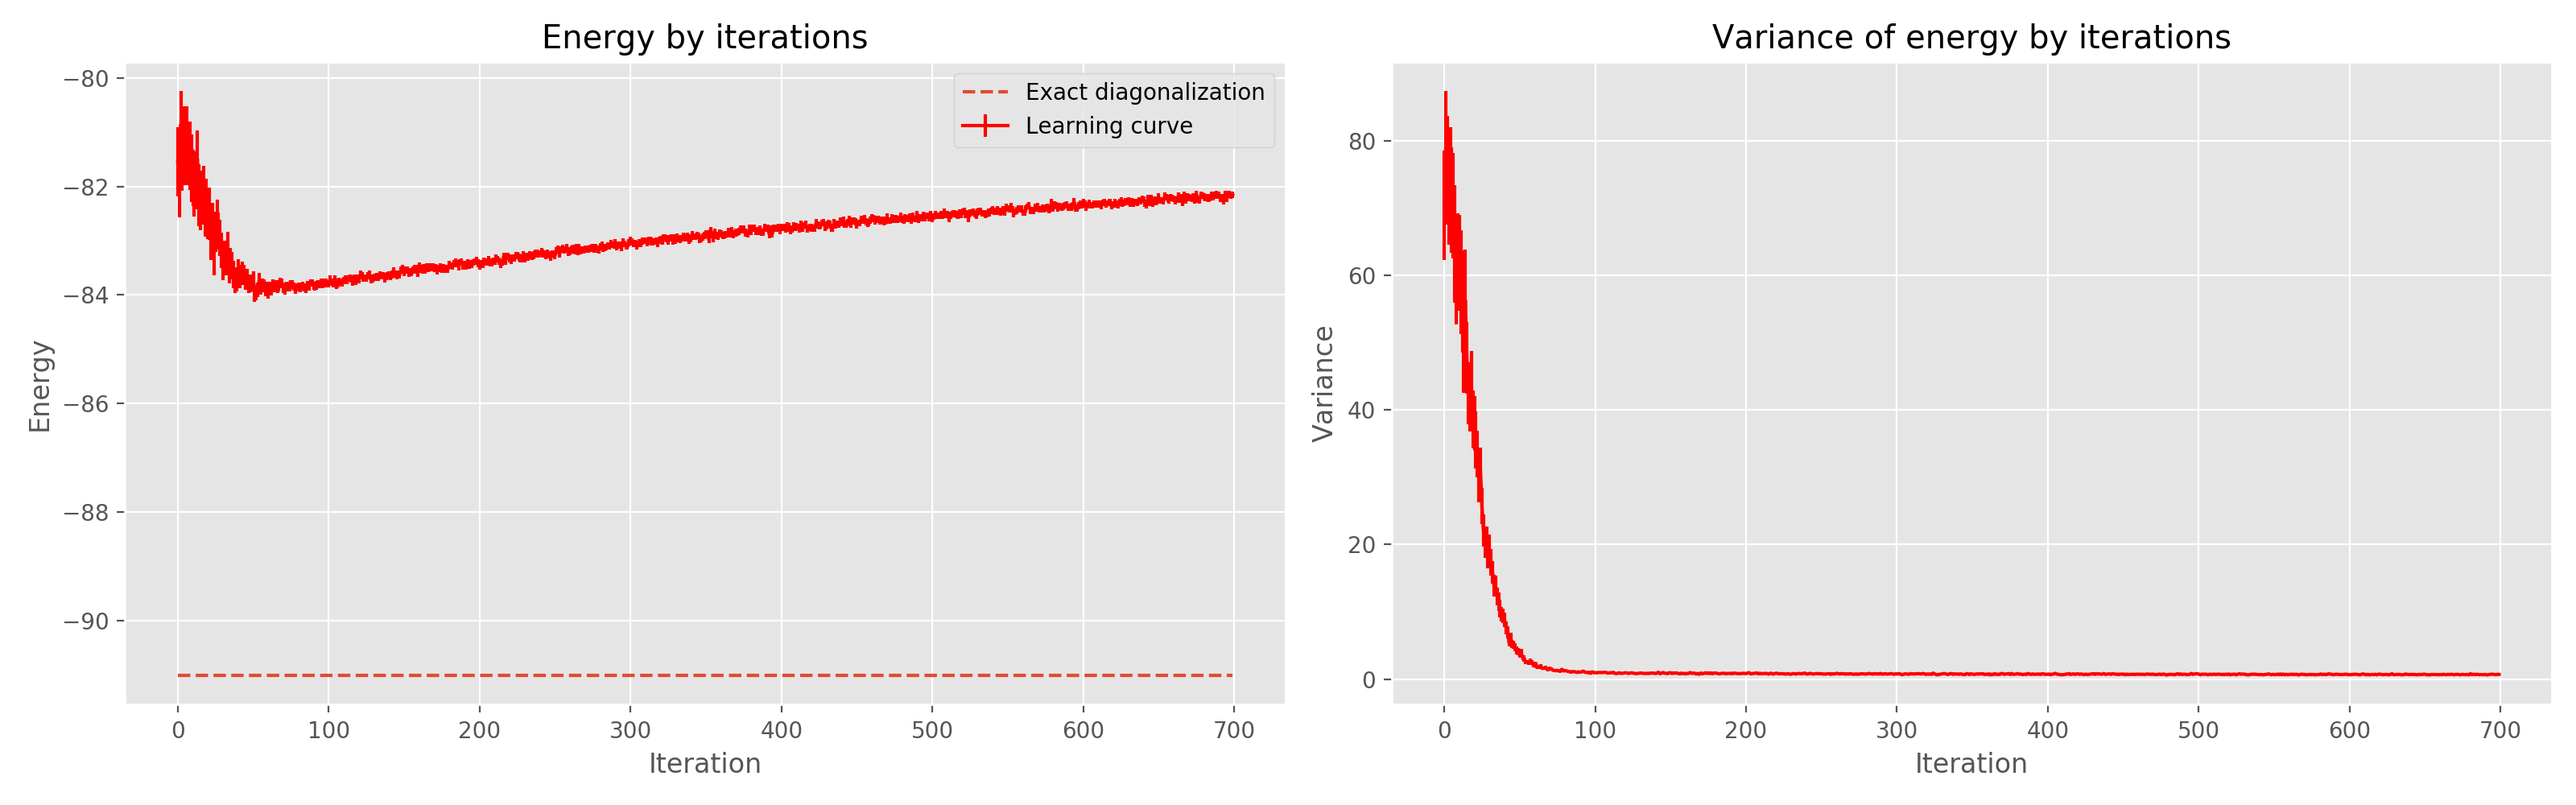 Energy by iterations
Exact diagonalization
Learning curve
−80
−82
−84
−86
−88
−90
Energy
0 100 200 300 400 500 600 700
Iteration
Variance of energy by iterations
80
60
40
20
0
Variance
0 100 200 300 400 500 600 700
Iteration